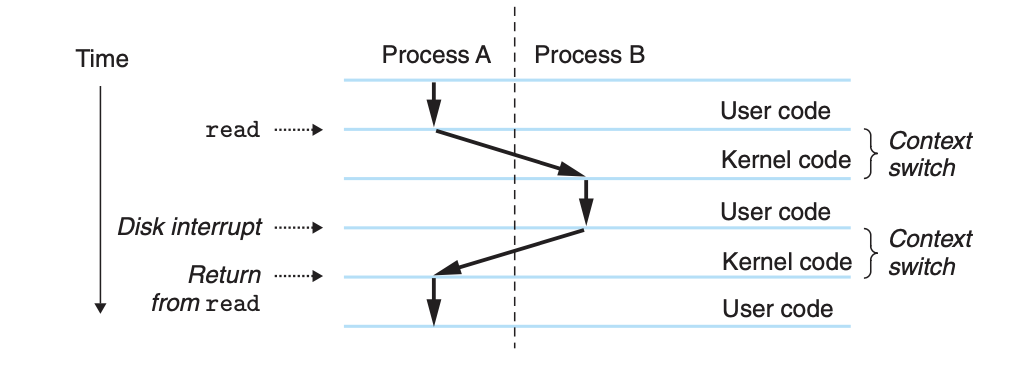 Time
Process A
Process B
User code
read
Kernel code
Context
switch
User code
Disk interrupt
Kernel code
Context
switch
Return
from read
User code